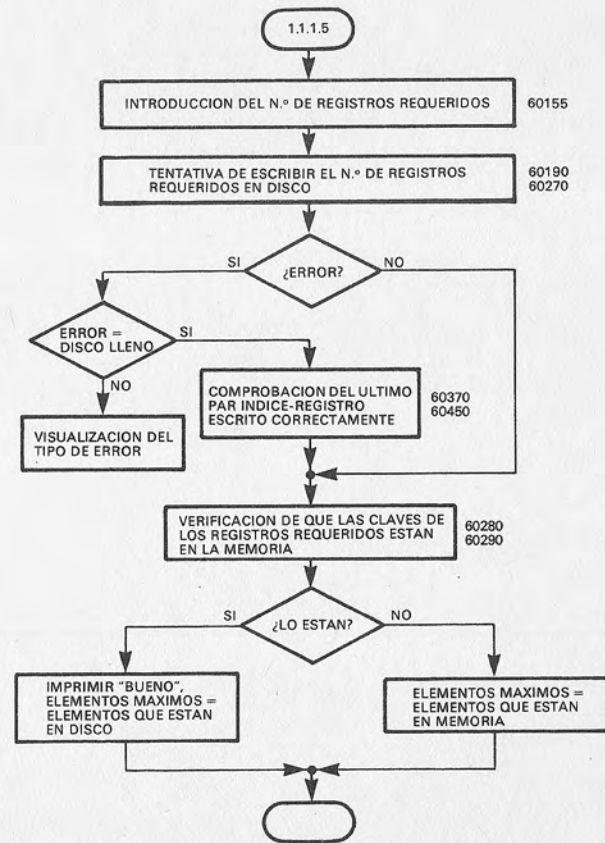 1.1.1.5
INTRODUCCION DEL N.º DE REGISTROS REQUERIDOS
60155
TENTATIVA DE ESCRIBIR EL N.º DE REGISTROS
REQUERIDOS EN DISCO
60190
60270
SI
¿ERROR?
NO
ERROR =
DISCO LLENO
SI
NO
COMPROBACION DEL ULTIMO
PAR INDICE-REGISTRO
ESCRITO CORRECTAMENTE
60370
60450
VISUALIZACION DEL
TIPO DE ERROR
VERIFICACION DE QUE LAS CLAVES DE
LOS REGISTROS REQUERIDOS ESTAN
EN LA MEMORIA
60280
60290
SI
¿LO ESTAN?
NO
IMPRIMIR "BUENO",
ELEMENTOS MAXIMOS =
ELEMENTOS QUE ESTAN
EN DISCO
ELEMENTOS MAXIMOS =
ELEMENTOS QUE ESTAN
EN MEMORIA